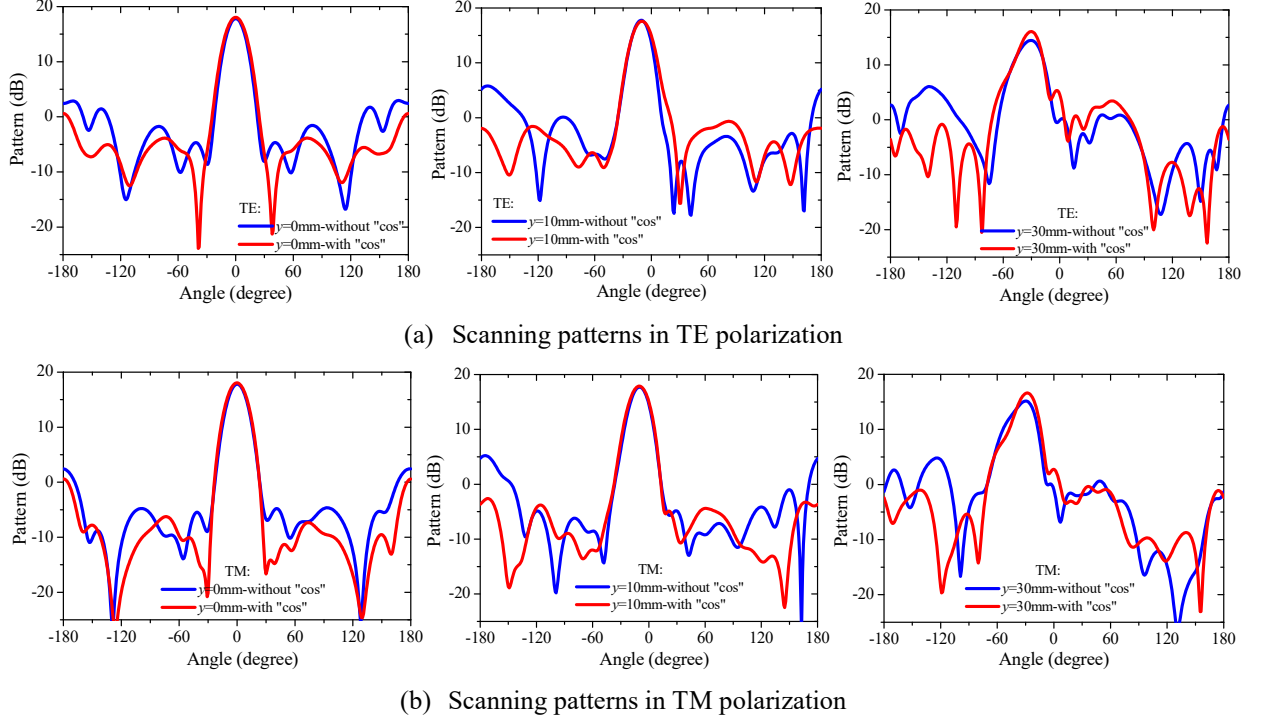 20
10
0
-10
-20
Pattern (dB)
-180 -120 -60 0 60 120 180
Angle (degree)
TE:
y=0mm-without "cos"
y=0mm-with "cos"
20
10
0
-10
-20
Pattern (dB)
-180 -120 -60 0 60 120 180
Angle (degree)
TE:
y=10mm-without "cos"
y=10mm-with "cos"
20
10
0
-10
-20
Pattern (dB)
-180 -120 -60 0 60 120 180
Angle (degree)
TE:
y=30mm-without "cos"
y=30mm-with "cos"
(a) Scanning patterns in TE polarization
20
10
0
-10
-20
Pattern (dB)
-180 -120 -60 0 60 120 180
Angle (degree)
TM:
y=0mm-without "cos"
y=0mm-with "cos"
20
10
0
-10
-20
Pattern (dB)
-180 -120 -60 0 60 120 180
Angle (degree)
TM:
y=10mm-without "cos"
y=10mm-with "cos"
20
10
0
-10
-20
Pattern (dB)
-180 -120 -60 0 60 120 180
Angle (degree)
TM:
y=30mm-without "cos"
y=30mm-with "cos"
(b) Scanning patterns in TM polarization